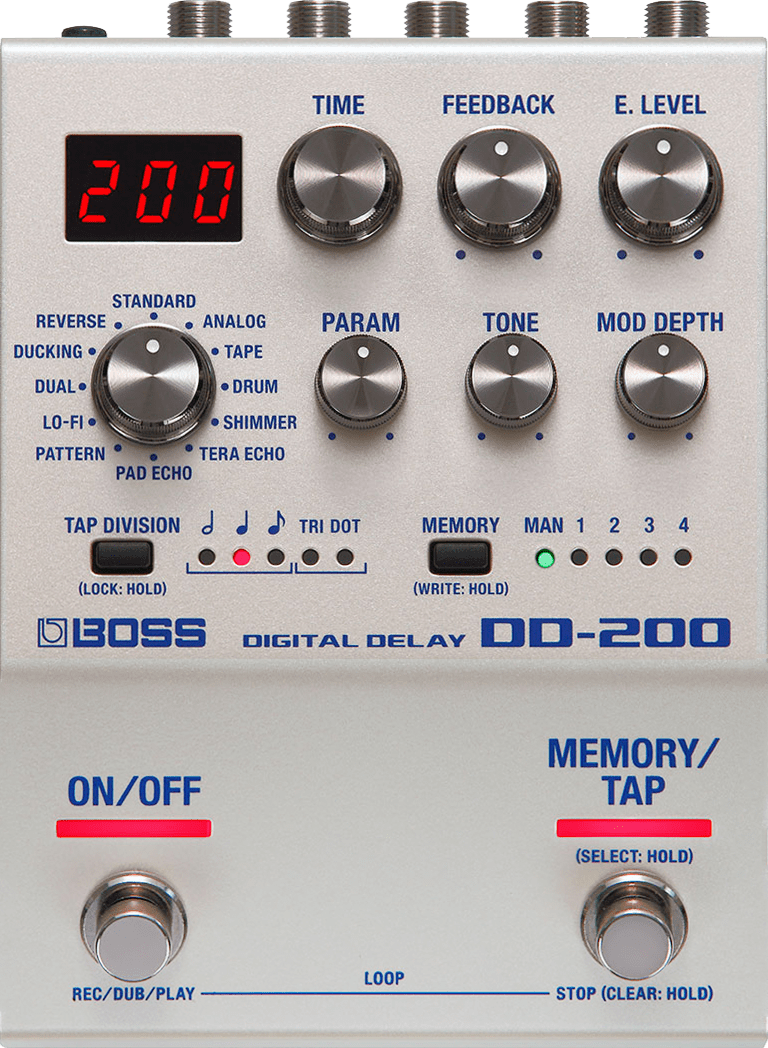 TIME
FEEDBACK
E. LEVEL
200
STANDARD
REVERSE
ANALOG
DUCKING
TAPE
DUAL
DRUM
LO-FI
SHIMMER
PATTERN
TERA ECHO
PAD ECHO
PARAM
TONE
MOD DEPTH
TAP DIVISION
TRI DOT
(LOCK: HOLD)
MEMORY
MAN 1 2 3 4
(WRITE: HOLD)
BOSS
DIGITAL DELAY DD-200
ON/OFF
MEMORY/
TAP
(SELECT: HOLD)
LOOP
REC/DUB/PLAY
STOP (CLEAR: HOLD)